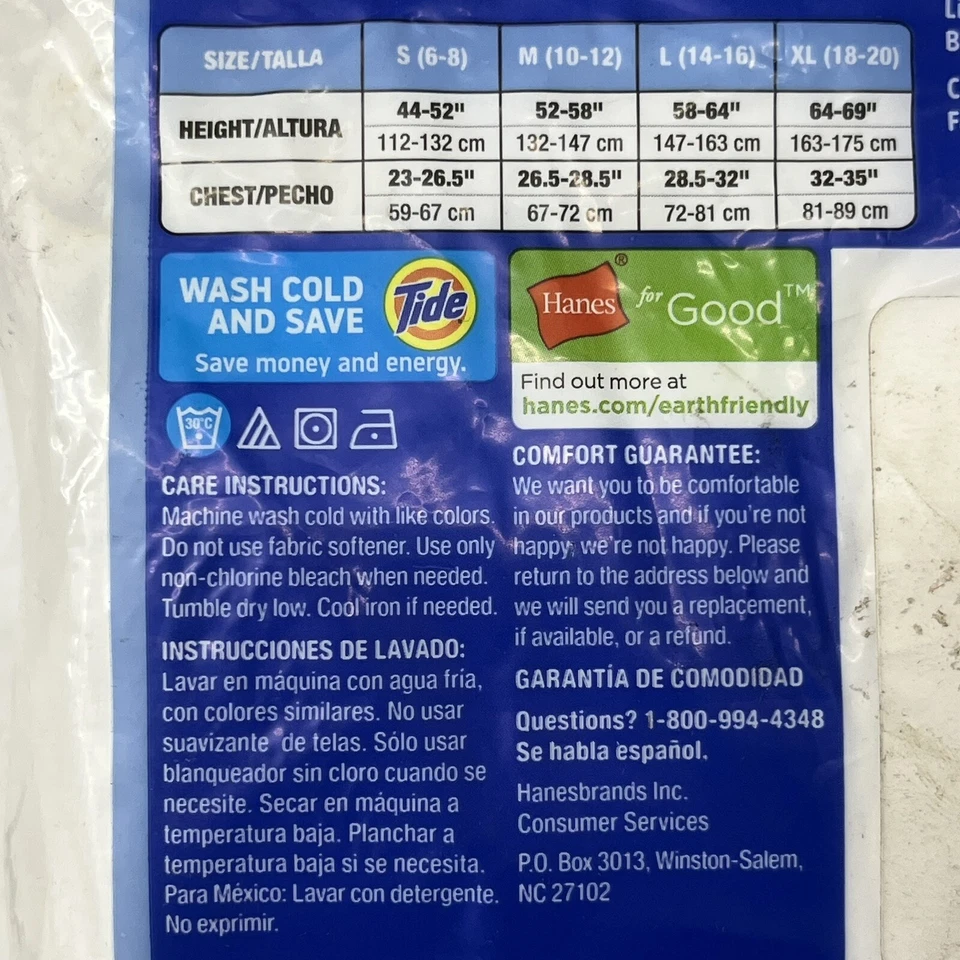 SIZE/TALLA S (6-8) M (10-12) L (14-16) XL (18-20)
HEIGHT/ALTURA 44-52" 52-58" 58-64" 64-69"
112-132 cm 132-147 cm 147-163 cm 163-175 cm
CHEST/PECHO 23-26.5" 26.5-28.5" 28.5-32" 32-35"
59-67 cm 67-72 cm 72-81 cm 81-89 cm
WASH COLD
AND SAVE
Tide
Save money and energy.
30°C
CARE INSTRUCTIONS:
Machine wash cold with like colors.
Do not use fabric softener. Use only
non-chlorine bleach when needed.
Tumble dry low. Cool iron if needed.
INSTRUCCIONES DE LAVADO:
Lavar en máquina con agua fría,
con colores similares. No usar
suavizante de telas. Sólo usar
blanqueador sin cloro cuando se
necesite. Secar en máquina a
temperatura baja. Planchar a
temperatura baja si se necesita.
Para México: Lavar con detergente.
No exprimir.
Hanes® for Good™
Find out more at
hanes.com/earthfriendly
COMFORT GUARANTEE:
We want you to be comfortable
in our products and if you're not
happy, we're not happy. Please
return to the address below and
we will send you a replacement,
if available, or a refund.
GARANTÍA DE COMODIDAD
Questions? 1-800-994-4348
Se habla español.
Hanesbrands Inc.
Consumer Services
P.O. Box 3013, Winston-Salem,
NC 27102